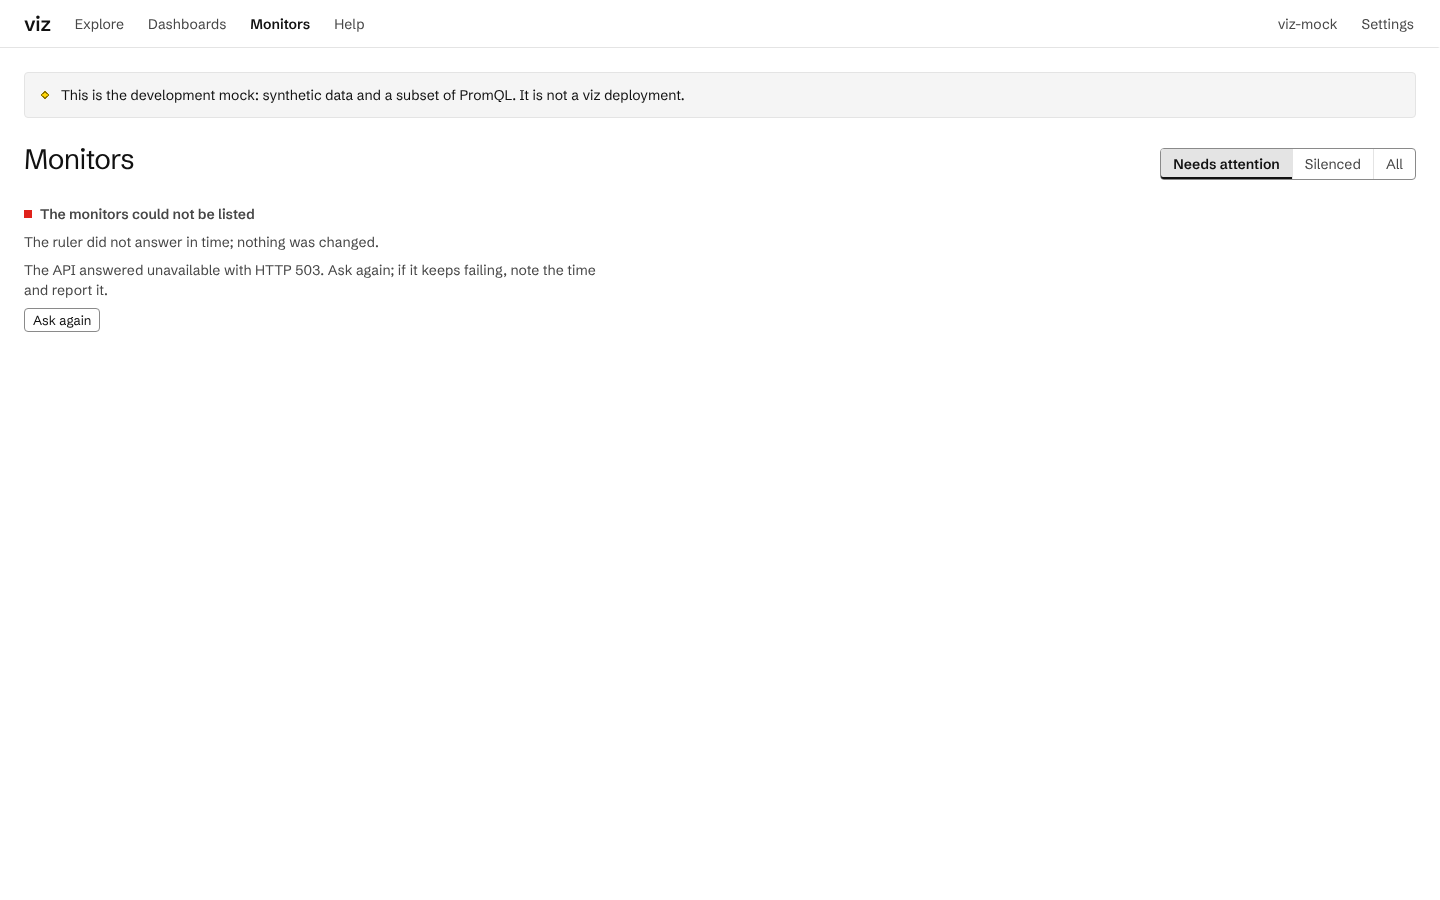 viz Explore Dashboards Monitors Help viz-mock Settings
This is the development mock: synthetic data and a subset of PromQL. It is not a viz deployment.
Monitors
Needs attention Silenced All
The monitors could not be listed
The ruler did not answer in time; nothing was changed.
The API answered unavailable with HTTP 503. Ask again; if it keeps failing, note the time
and report it.
Ask again